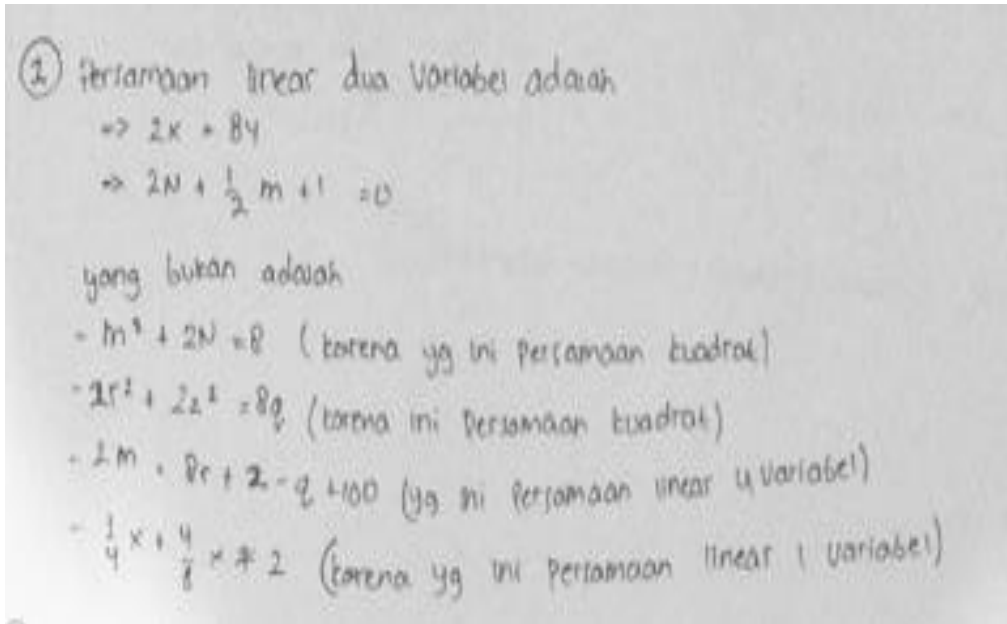 ② Persamaan linear dua variabel adalah
=> 2x = 8y
=> 2N + 1/2 m + 1 = 0
yang bukan adalah
- m² + 2N = 8 (karena yg ini persamaan kuadrat)
- 2r² + 2z² = 8q (karena ini Persamaan kuadrat)
- 2m + 8r + 2 - q + 100 (yg ini Persamaan linear 4 variabel)
- 1/4 x + 4/8 x 2 (karena yg ini persamaan linear 1 variabel)